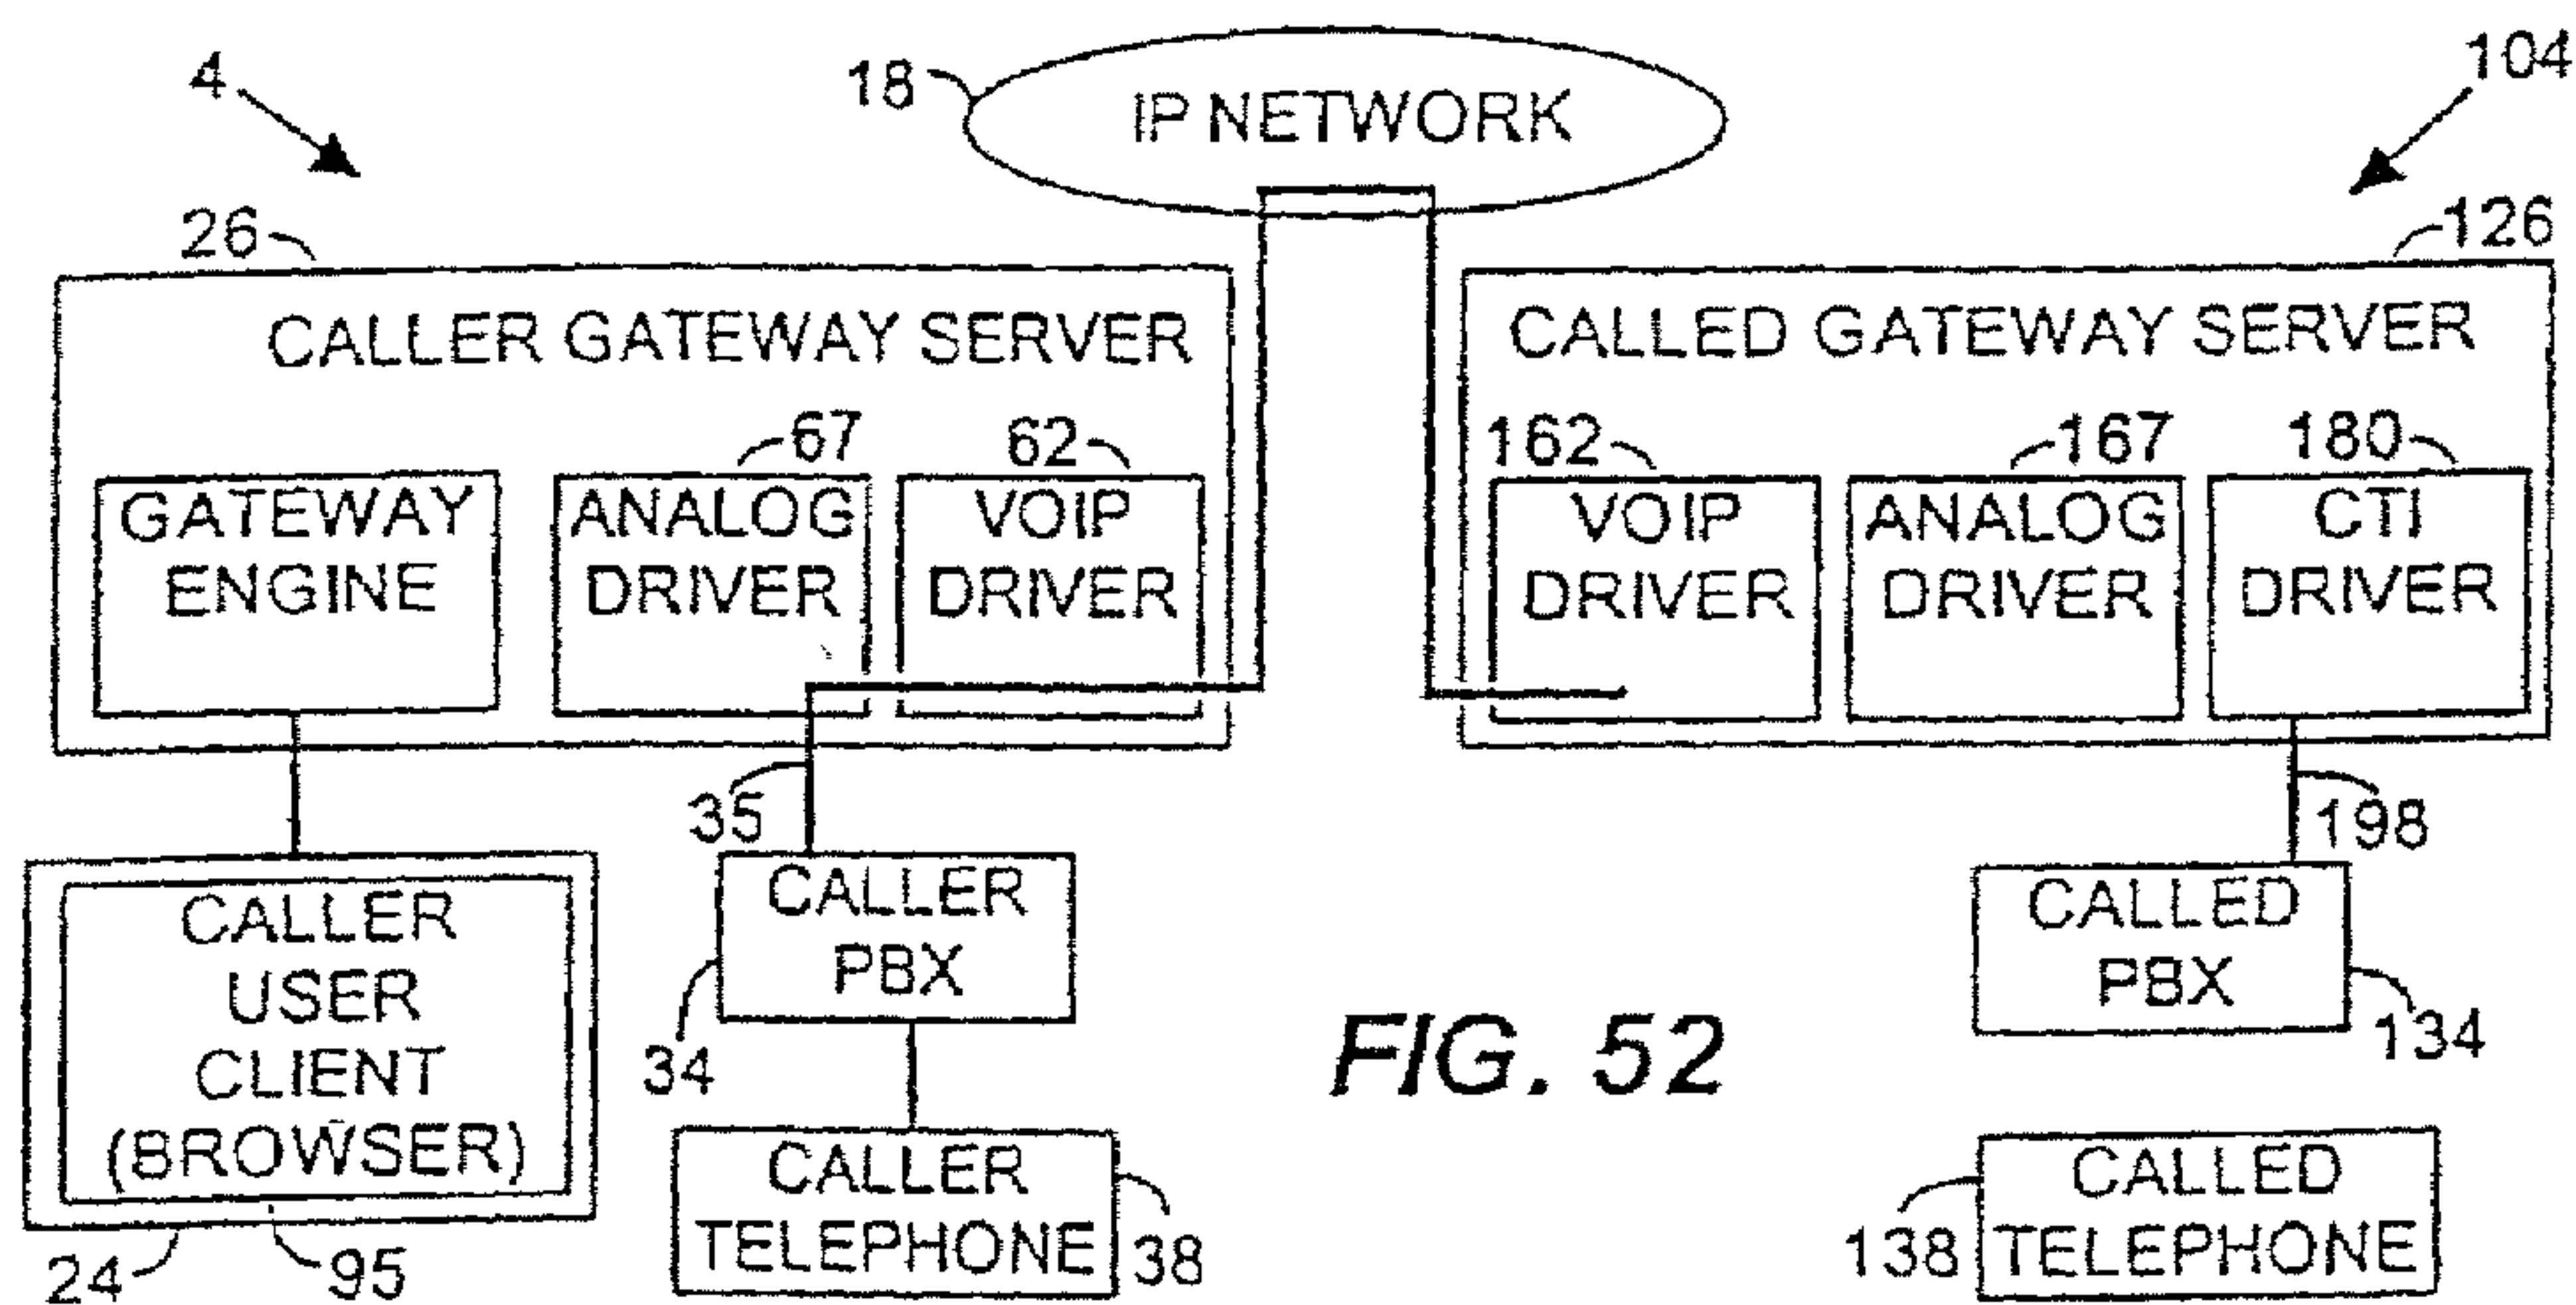 4
18
IP NETWORK
104
26
126
CALLER GATEWAY SERVER
CALLED GATEWAY SERVER
67
62
162
167
180
GATEWAY
ENGINE
ANALOG
DRIVER
VOIP
DRIVER
VOIP
DRIVER
ANALOG
DRIVER
CTI
DRIVER
35
198
CALLER
USER
CLIENT
(BROWSER)
CALLER
PBX
CALLED
PBX
34
134
FIG. 52
CALLER
TELEPHONE
38
138
CALLED
TELEPHONE
24
95